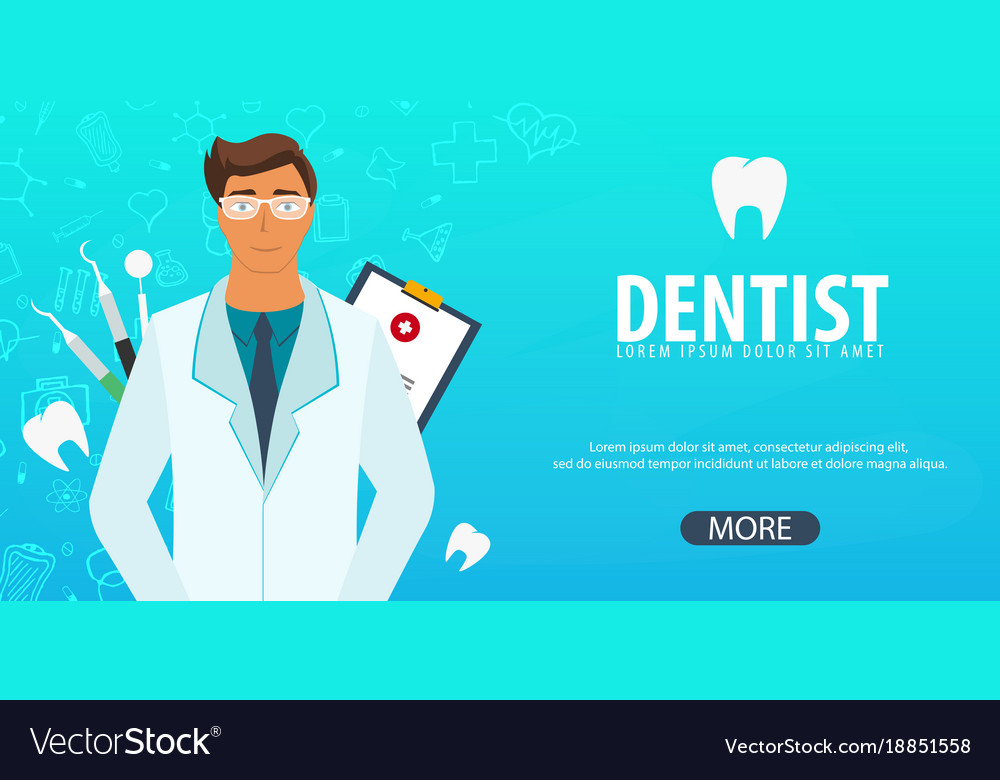 DENTIST
LOREM IPSUM DOLOR SIT AMET
Lorem ipsum dolor sit amet, consectetur adipiscing elit,
sed do eiusmod tempor incididunt ut labore et dolore magna aliqua.
MORE
VectorStock®
VectorStock.com/18851558